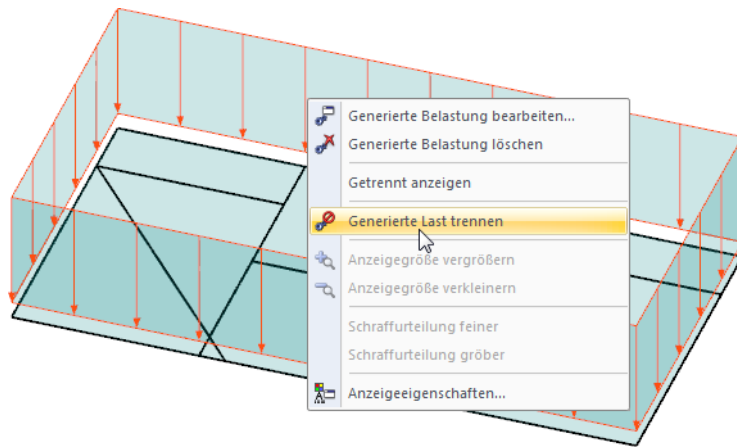 Generierte Belastung bearbeiten...
Generierte Belastung löschen
Getrennt anzeigen
Generierte Last trennen
Anzeigegröße vergrößern
Anzeigegröße verkleinern
Schraffurteilung feiner
Schraffurteilung gröber
Anzeigeeigenschaften...